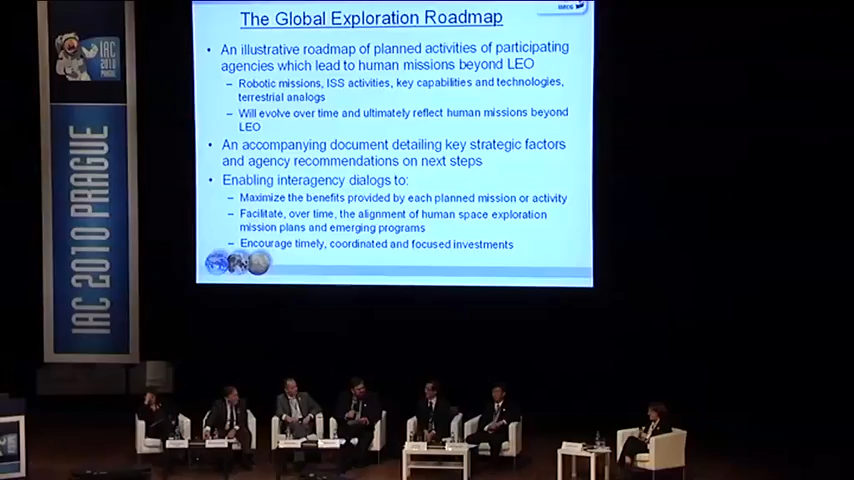 The Global Exploration Roadmap
IAC
2010
PRAGUE
IAC 2010 PRAGUE
• An illustrative roadmap of planned activities of participating
agencies which lead to human missions beyond LEO
– Robotic missions, ISS activities, key capabilities and technologies,
terrestrial analogs
– Will evolve over time and ultimately reflect human missions beyond
LEO
• An accompanying document detailing key strategic factors
and agency recommendations on next steps
• Enabling interagency dialogs to:
– Maximize the benefits provided by each planned mission or activity
– Facilitate, over time, the alignment of human space exploration
mission plans and emerging programs
– Encourage timely, coordinated and focused investments